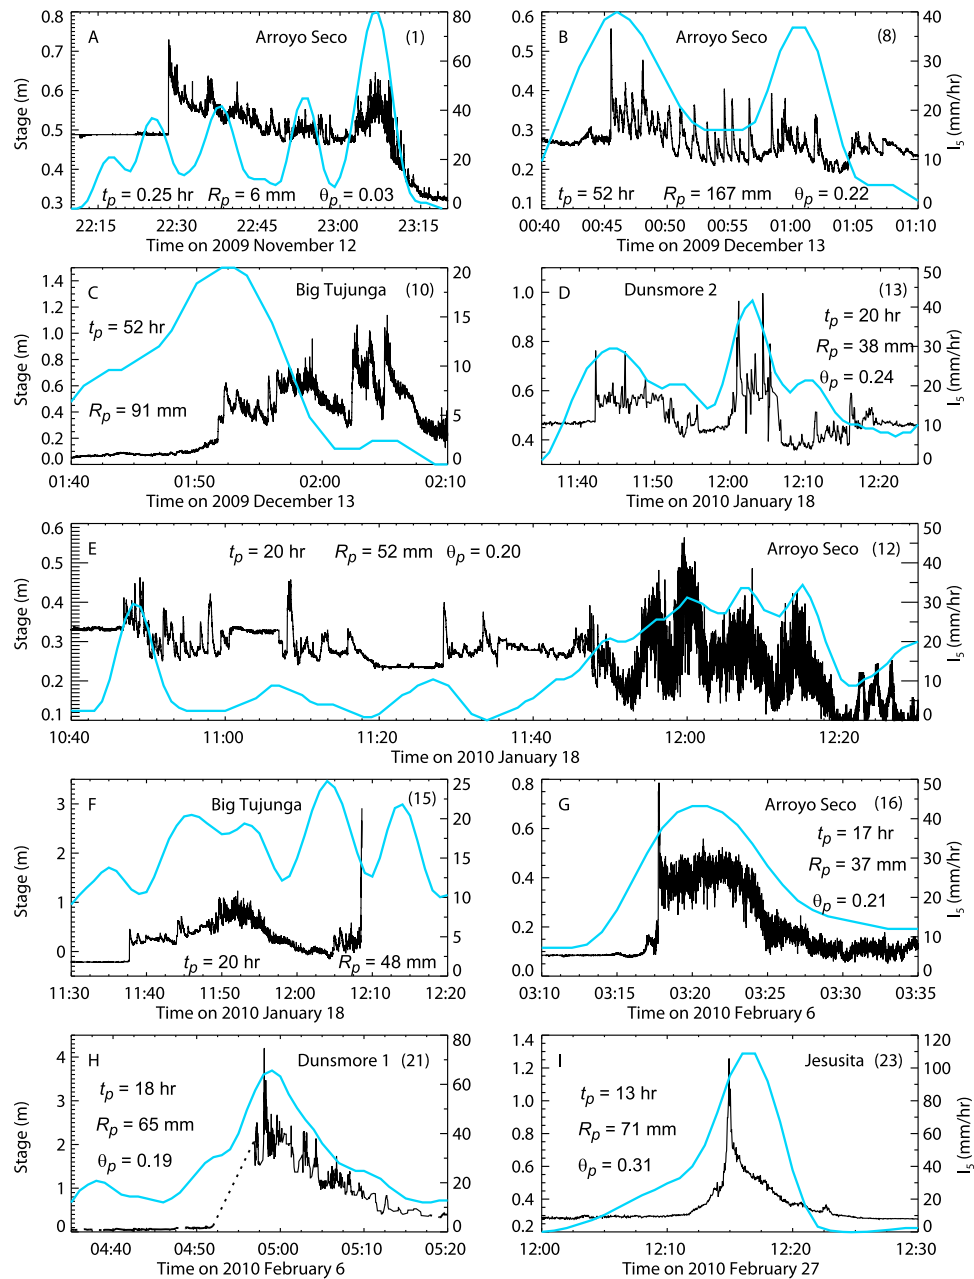 A Arroyo Seco (1)
0.8 0.7 0.6 0.5 0.4 0.3
Stage (m)
80 60 40 30 20 10 0
t_p = 0.25 hr R_p = 6 mm θ_p = 0.03
22:15 22:30 22:45 23:00 23:15
Time on 2009 November 12
B Arroyo Seco (8)
0.6 0.5 0.4 0.3 0.2 0.1
40 30 20 10 0
I5 (mm/hr)
t_p = 52 hr R_p = 167 mm θ_p = 0.22
00:40 00:45 00:50 00:55 01:00 01:05 01:10
Time on 2009 December 13
C Big Tujunga (10)
1.4 1.2 1.0 0.8 0.6 0.4 0.2 0.0
Stage (m)
20 15 10 5 0
t_p = 52 hr
R_p = 91 mm
01:40 01:50 02:00 02:10
Time on 2009 December 13
D Dunsmore 2 (13)
1.0 0.8 0.6 0.4
50 40 30 20 10 0
I5 (mm/hr)
t_p = 20 hr
R_p = 38 mm
θ_p = 0.24
11:40 11:50 12:00 12:10 12:20
Time on 2010 January 18
E t_p = 20 hr R_p = 52 mm θ_p = 0.20 Arroyo Seco (12)
0.6 0.5 0.4 0.3 0.2 0.1
Stage (m)
50 40 30 20 10 0
I5 (mm/hr)
10:40 11:00 11:20 11:40 12:00 12:20
Time on 2010 January 18
F Big Tujunga (15)
3 2 1 0
Stage (m)
25 20 15 10 5 0
t_p = 20 hr R_p = 48 mm
11:30 11:40 11:50 12:00 12:10 12:20
Time on 2010 January 18
G Arroyo Seco (16)
0.8 0.6 0.4 0.2 0.0
50 40 30 20 10 0
I5 (mm/hr)
t_p = 17 hr
R_p = 37 mm
θ_p = 0.21
03:10 03:15 03:20 03:25 03:30 03:35
Time on 2010 February 6
H Dunsmore 1 (21)
4 3 2 1 0
Stage (m)
80 60 40 20 0
t_p = 18 hr
R_p = 65 mm
θ_p = 0.19
04:40 04:50 05:00 05:10 05:20
Time on 2010 February 6
I Jesusita (23)
1.4 1.2 1.0 0.8 0.6 0.4 0.2
120 100 80 60 40 20 0
I5 (mm/hr)
t_p = 13 hr
R_p = 71 mm
θ_p = 0.31
12:00 12:10 12:20 12:30
Time on 2010 February 27